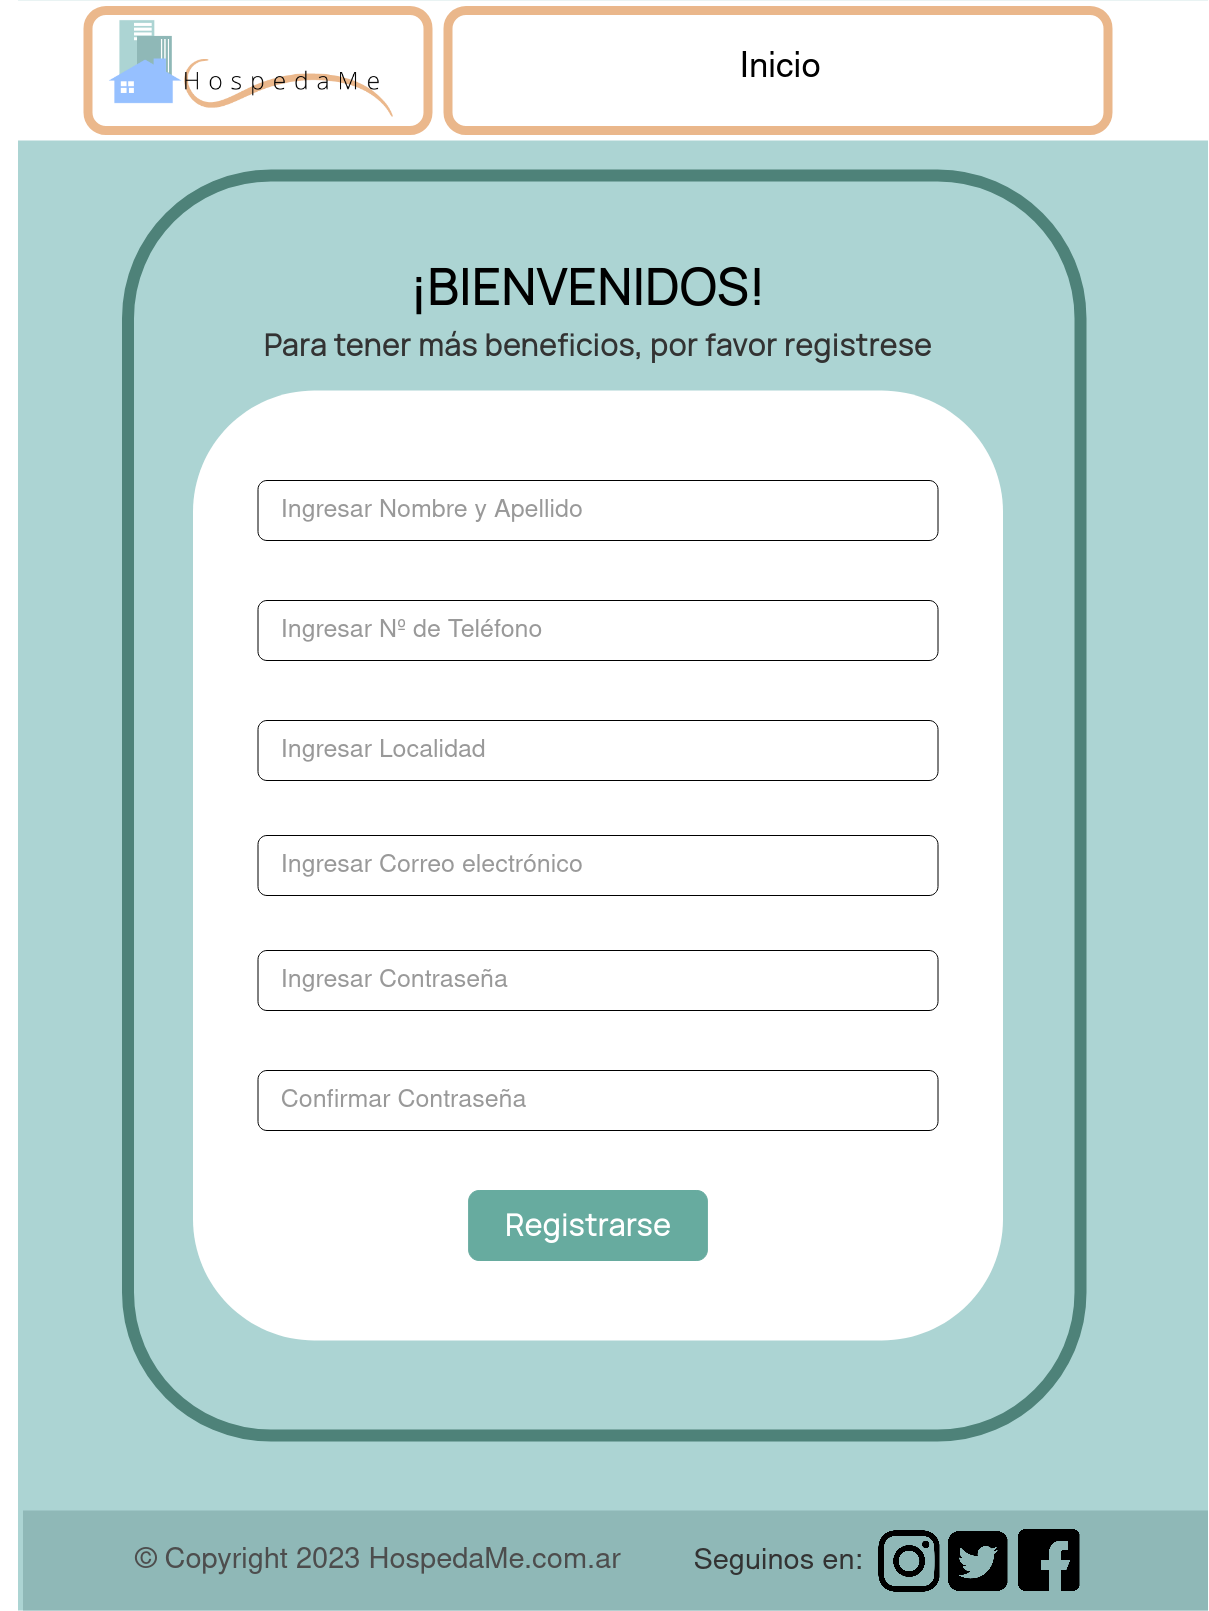 HospedaMe
Inicio
¡BIENVENIDOS!
Para tener más beneficios, por favor registrese
Ingresar Nombre y Apellido
Ingresar Nº de Teléfono
Ingresar Localidad
Ingresar Correo electrónico
Ingresar Contraseña
Confirmar Contraseña
Registrarse
© Copyright 2023 HospedaMe.com.ar
Seguinos en: